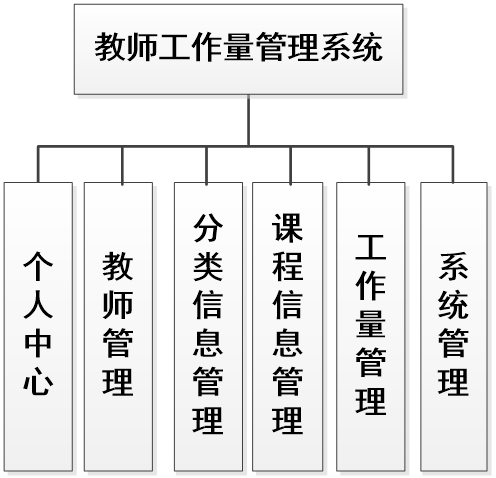 教师工作量管理系统
个人中心
教师管理
分类信息管理
课程信息管理
工作量管理
系统管理